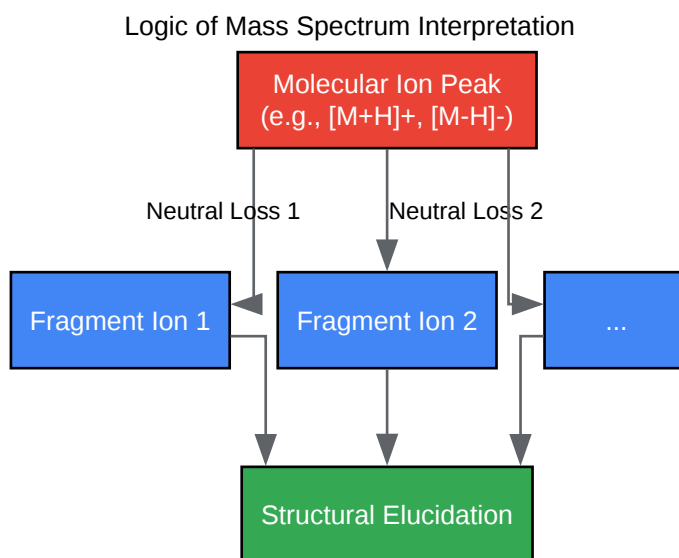 Logic of Mass Spectrum Interpretation
Molecular Ion Peak
(e.g., [M+H]+, [M-H]-)
Neutral Loss 1
Neutral Loss 2
Fragment Ion 1
Fragment Ion 2
...
Structural Elucidation